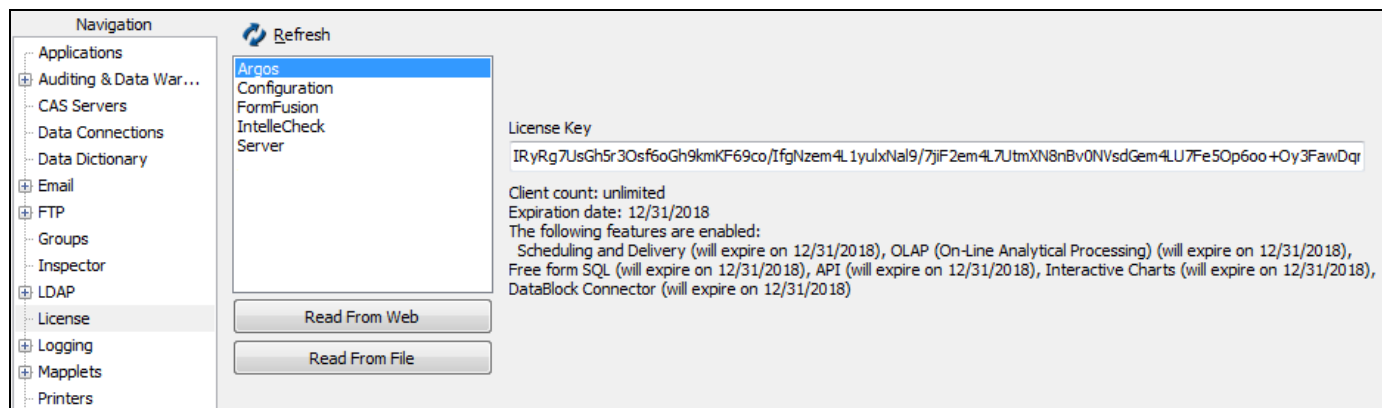 Navigation
Applications
Auditing & Data War...
CAS Servers
Data Connections
Data Dictionary
Email
FTP
Groups
Inspector
LDAP
License
Logging
Mapplets
Printers
Refresh
Argos
Configuration
FormFusion
IntelleCheck
Server
Read From Web
Read From File
License Key
IRyRg7UsGh5r3Osf6oGh9kmKF69co/IfgNzem4L1yulxNal9/7jiF2em4L7UtmXN8nBv0NVsdGem4LU7Fe5Op6oo+Oy3FawDqr
Client count: unlimited
Expiration date: 12/31/2018
The following features are enabled:
Scheduling and Delivery (will expire on 12/31/2018), OLAP (On-Line Analytical Processing) (will expire on 12/31/2018),
Free form SQL (will expire on 12/31/2018), API (will expire on 12/31/2018), Interactive Charts (will expire on 12/31/2018),
DataBlock Connector (will expire on 12/31/2018)